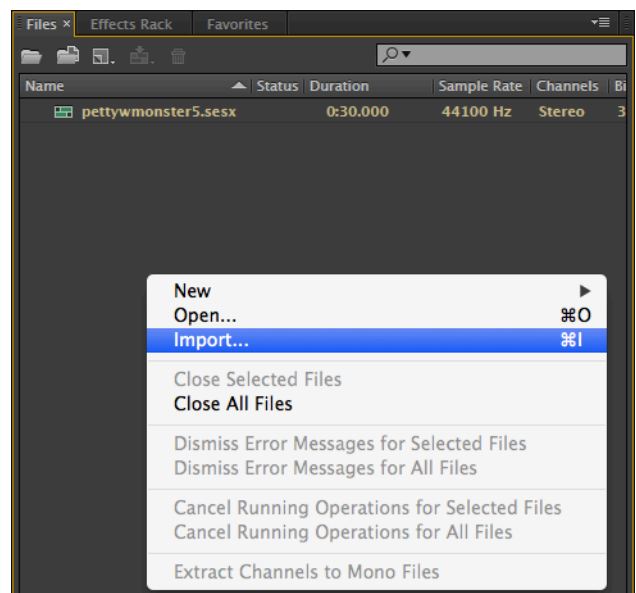 Files × Effects Rack Favorites
Name Status Duration Sample Rate Channels Bi
pettywmonster5.sesx 0:30.000 44100 Hz Stereo 3
New
Open... ⌘O
Import... ⌘I
Close Selected Files
Close All Files
Dismiss Error Messages for Selected Files
Dismiss Error Messages for All Files
Cancel Running Operations for Selected Files
Cancel Running Operations for All Files
Extract Channels to Mono Files